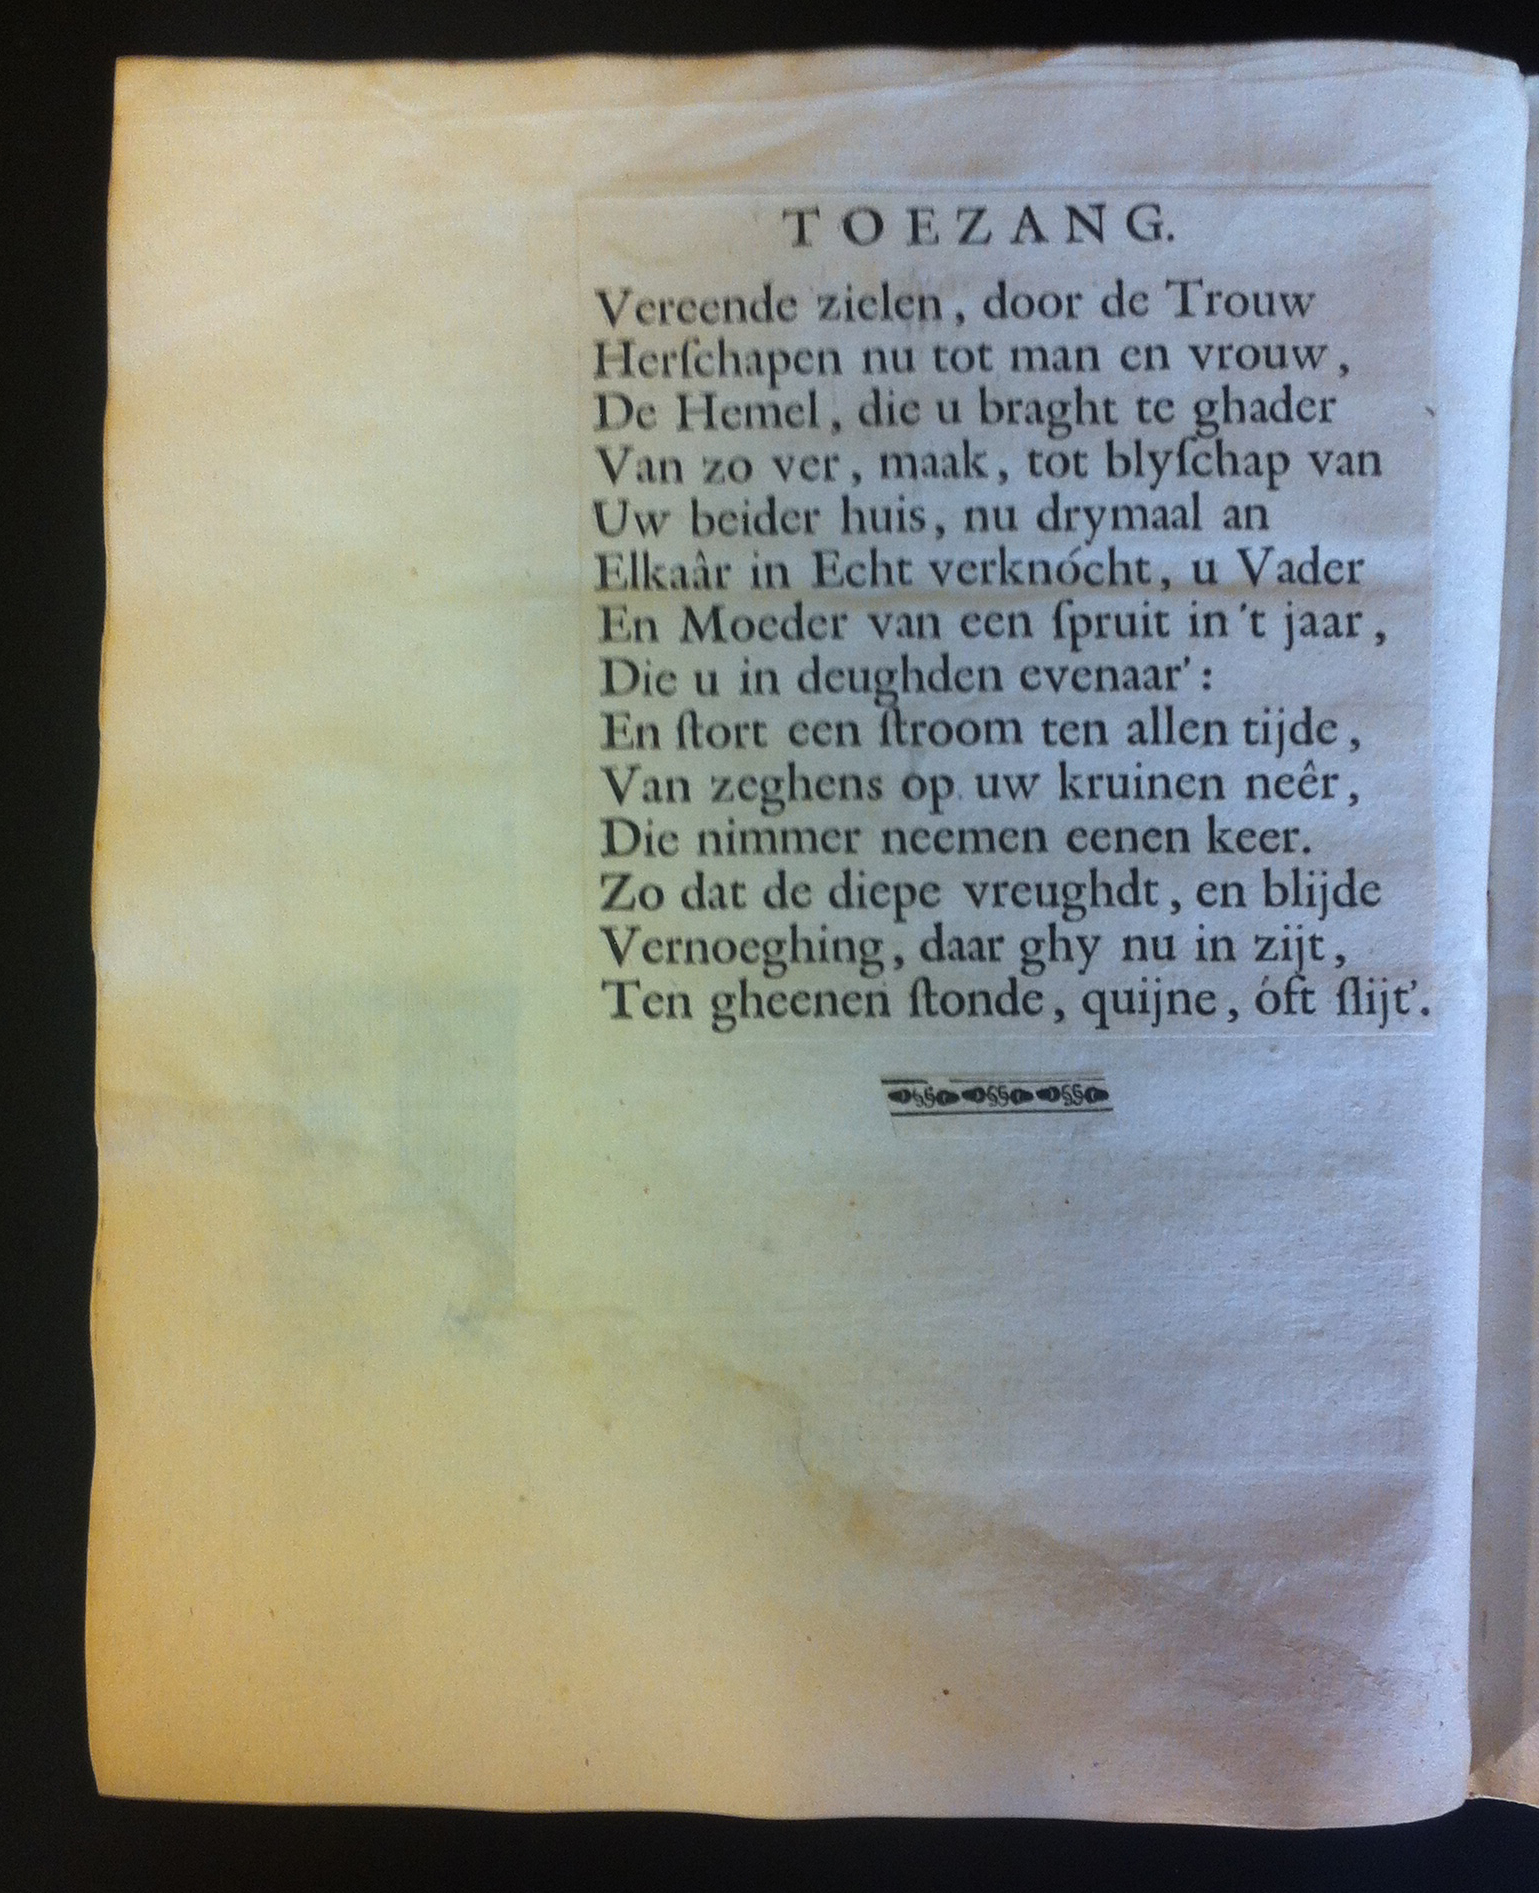 TOEZANG.
Vereende zielen, door de Trouw
Herſchapen nu tot man en vrouw,
De Hemel, die u braght te ghader
Van zo ver, maak, tot blyſchap van
Uw beider huis, nu drymaal an
Elkaâr in Echt verknócht, u Vader
En Moeder van een ſpruit in 't jaar,
Die u in deughden evenaar':
En ſtort een ſtroom ten allen tijde,
Van zeghens op uw kruinen neêr,
Die nimmer neemen eenen keer.
Zo dat de diepe vreughdt, en blijde
Vernoeghing, daar ghy nu in zijt,
Ten gheenen ſtonde, quijne, óft ſlijt'.